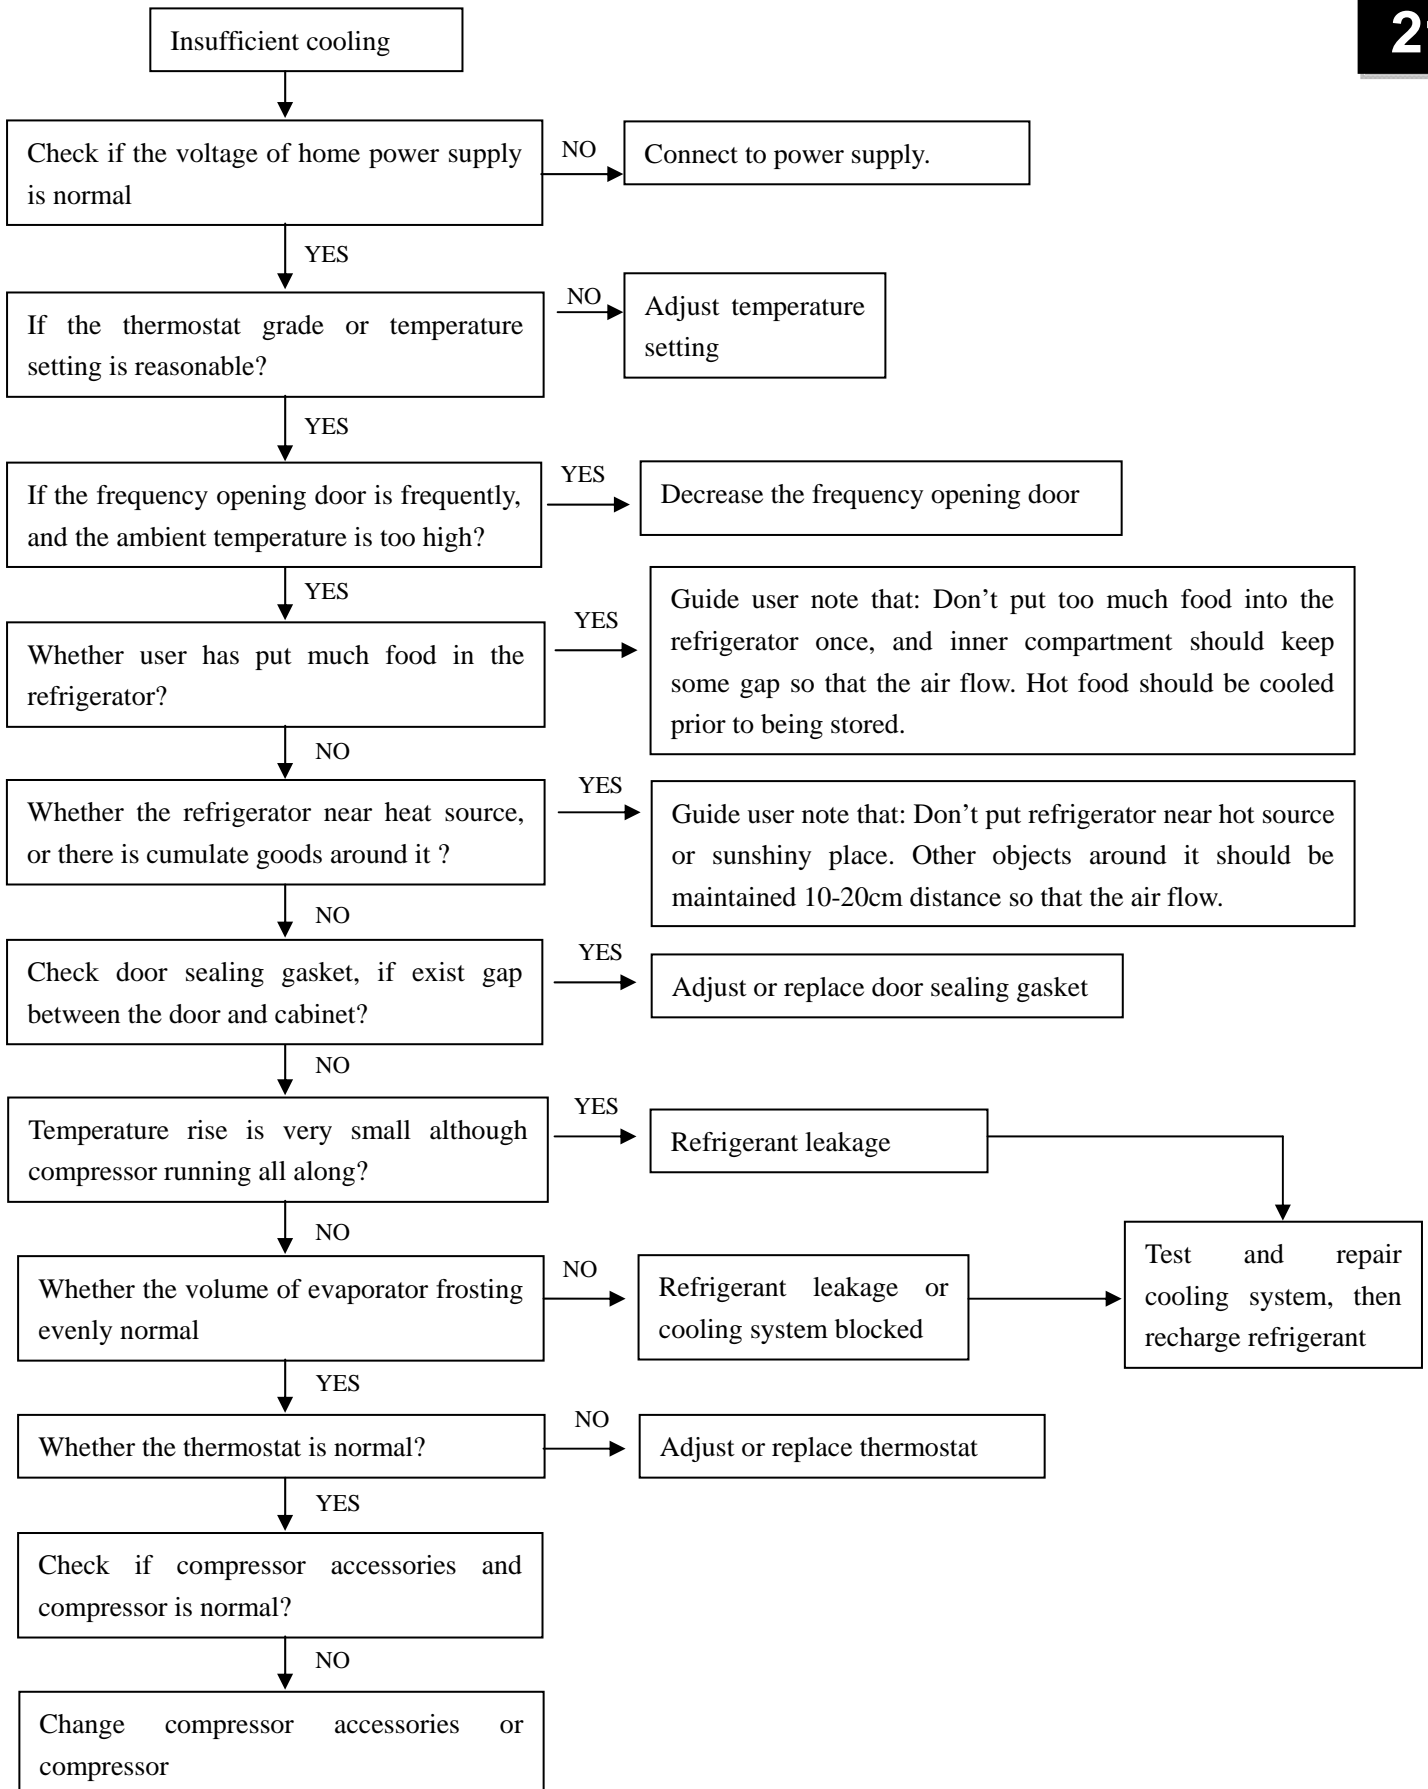 2
Insufficient cooling
Check if the voltage of home power supply
is normal
NO
Connect to power supply.
YES
If the thermostat grade or temperature
setting is reasonable?
NO
Adjust temperature
setting
YES
If the frequency opening door is frequently,
and the ambient temperature is too high?
YES
Decrease the frequency opening door
YES
Whether user has put much food in the
refrigerator?
YES
Guide user note that: Don’t put too much food into the
refrigerator once, and inner compartment should keep
some gap so that the air flow. Hot food should be cooled
prior to being stored.
NO
Whether the refrigerator near heat source,
or there is cumulate goods around it ?
YES
Guide user note that: Don’t put refrigerator near hot source
or sunshiny place. Other objects around it should be
maintained 10-20cm distance so that the air flow.
NO
Check door sealing gasket, if exist gap
between the door and cabinet?
YES
Adjust or replace door sealing gasket
NO
Temperature rise is very small although
compressor running all along?
YES
Refrigerant leakage
NO
Whether the volume of evaporator frosting
evenly normal
NO
Refrigerant leakage or
cooling system blocked
Test and repair
cooling system, then
recharge refrigerant
YES
Whether the thermostat is normal?
NO
Adjust or replace thermostat
YES
Check if compressor accessories and
compressor is normal?
NO
Change compressor accessories or
compressor